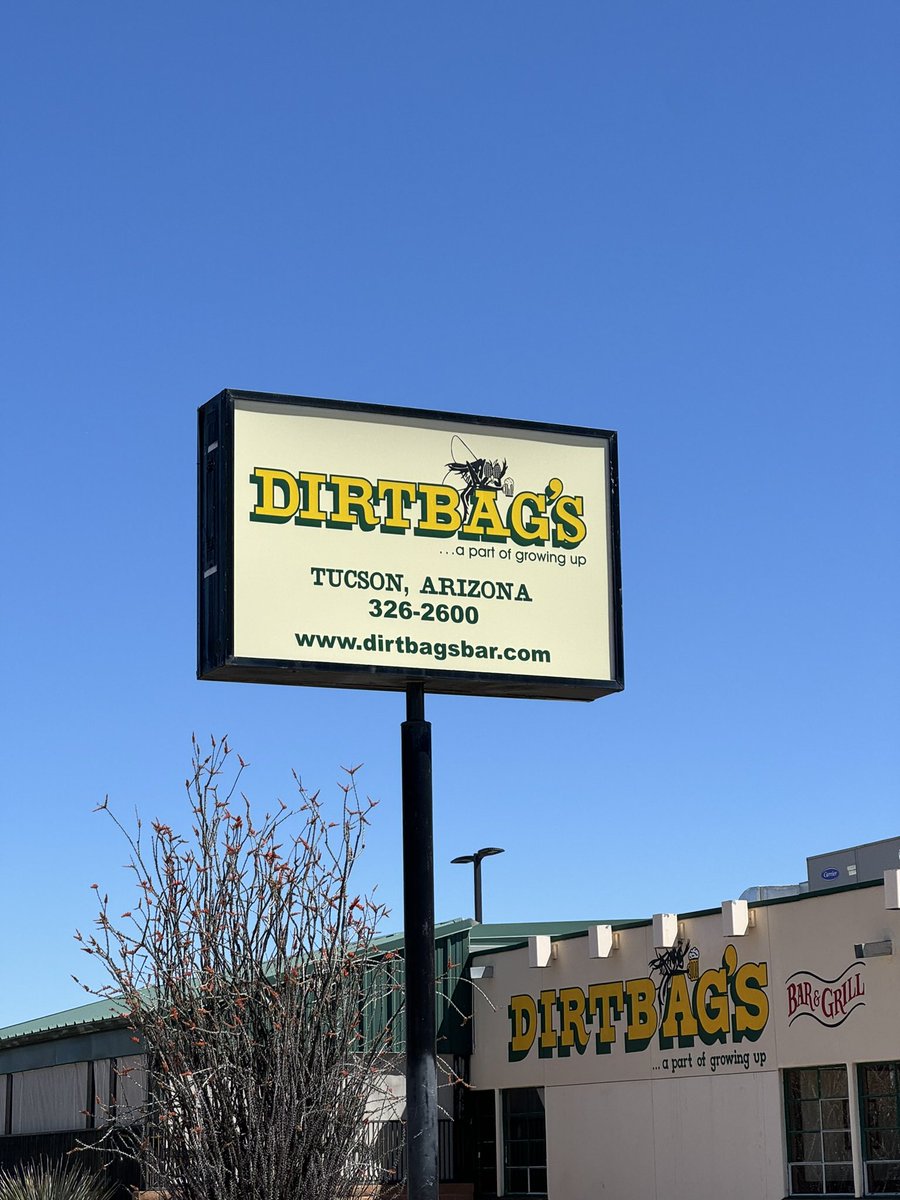 DIRTBAG'S
...a part of growing up
TUCSON, ARIZONA
326-2600
www.dirtbagsbar.com
Carrier
DIRTBAG'S
...a part of growing up
BAR & GRILL